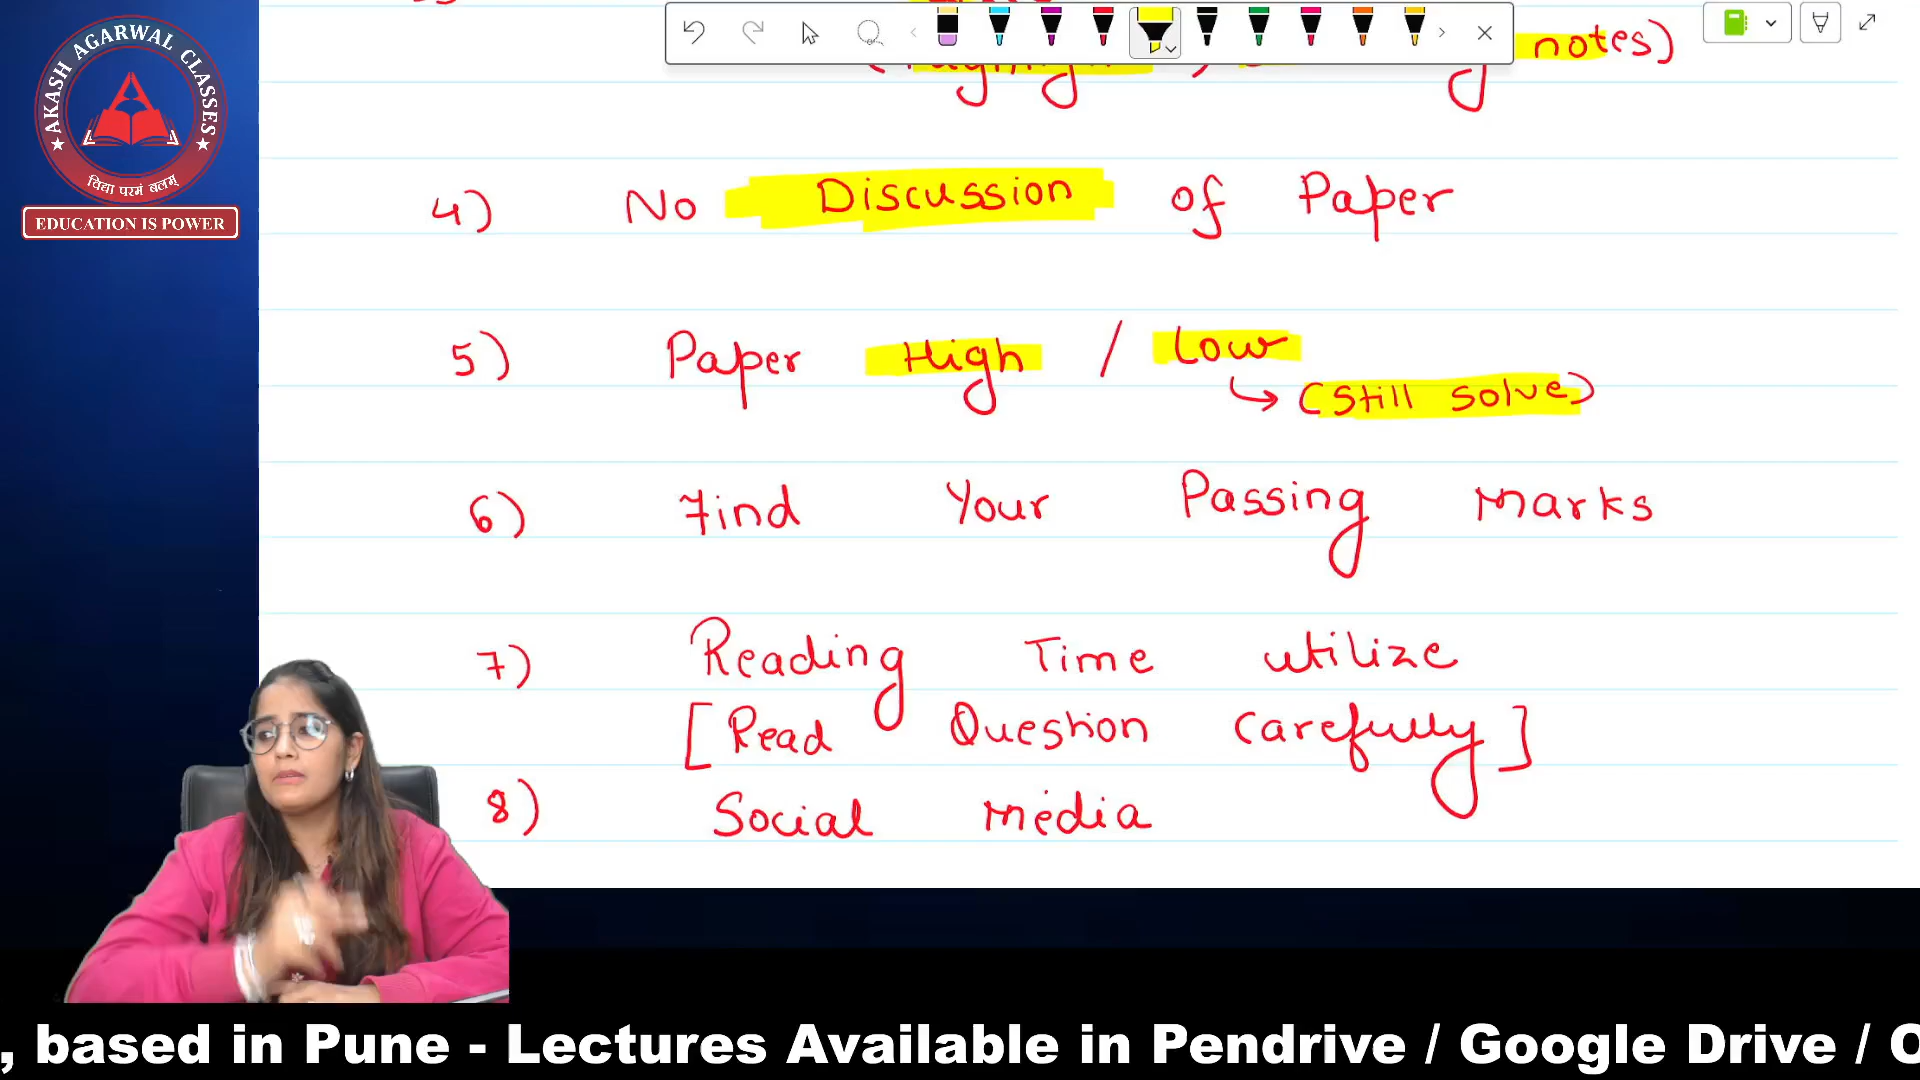 AKASH AGARWAL CLASSES
विद्या परमं बलम्
EDUCATION IS POWER
notes)
4) No Discussion of Paper
5) Paper High / Low
(Still solve)
6) Find Your Passing Marks
7) Reading Time utilize
[Read Question Carefully]
8) Social media
, based in Pune - Lectures Available in Pendrive / Google Drive / O